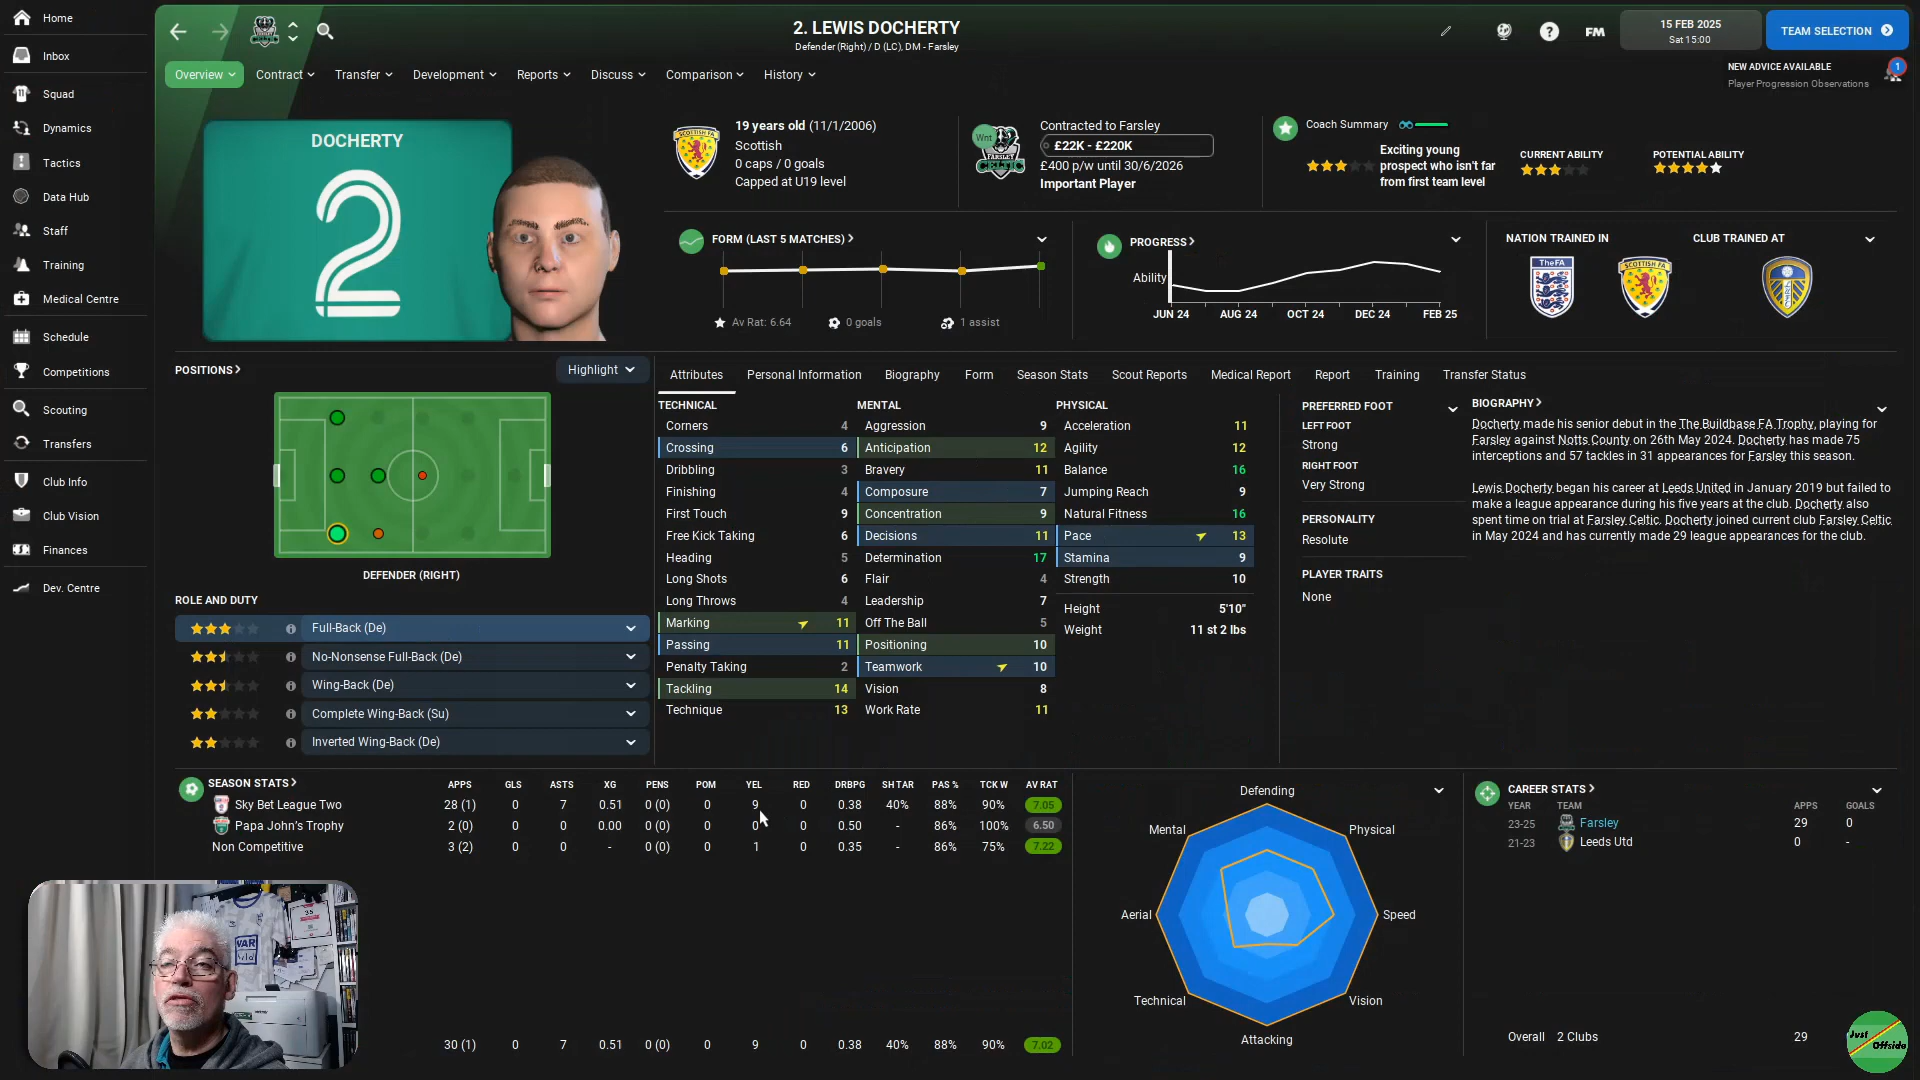 Home
Inbox
Squad
Dynamics
Tactics
Data Hub
Staff
Training
Medical Centre
Schedule
Competitions
Scouting
Transfers
Club Info
Club Vision
Finances
Dev. Centre
2. LEWIS DOCHERTY
Defender (Right) / D (LC), DM - Farsley
FM
15 FEB 2025
Sat 15:00
TEAM SELECTION
Overview Contract Transfer Development Reports Discuss Comparison History
NEW ADVICE AVAILABLE
Player Progression Observations
1
DOCHERTY
2
SCOTTISH FA
19 years old (11/1/2006)
Scottish
0 caps / 0 goals
Capped at U19 level
Wnt
FARSLEY
CELTIC
Contracted to Farsley
£22K - £220K
£400 p/w until 30/6/2026
Important Player
Coach Summary
Exciting young
prospect who isn't far
from first team level
CURRENT ABILITY
POTENTIAL ABILITY
FORM (LAST 5 MATCHES)
Av Rat: 6.64
0 goals
1 assist
PROGRESS
Ability
JUN 24 AUG 24 OCT 24 DEC 24 FEB 25
NATION TRAINED IN
CLUB TRAINED AT
The FA
SCOTTISH FA
POSITIONS
Highlight
DEFENDER (RIGHT)
ROLE AND DUTY
Full-Back (De)
No-Nonsense Full-Back (De)
Wing-Back (De)
Complete Wing-Back (Su)
Inverted Wing-Back (De)
Attributes Personal Information Biography Form Season Stats Scout Reports Medical Report Report Training Transfer Status
TECHNICAL
Corners 4
Crossing 6
Dribbling 3
Finishing 4
First Touch 9
Free Kick Taking 6
Heading 5
Long Shots 6
Long Throws 4
Marking 11
Passing 11
Penalty Taking 2
Tackling 14
Technique 13
MENTAL
Aggression 9
Anticipation 12
Bravery 11
Composure 7
Concentration 9
Decisions 11
Determination 17
Flair 4
Leadership 7
Off The Ball 5
Positioning 10
Teamwork 10
Vision 8
Work Rate 11
PHYSICAL
Acceleration 11
Agility 12
Balance 16
Jumping Reach 9
Natural Fitness 16
Pace 13
Stamina 9
Strength 10
Height 5'10"
Weight 11 st 2 lbs
PREFERRED FOOT
LEFT FOOT
Strong
RIGHT FOOT
Very Strong
PERSONALITY
Resolute
PLAYER TRAITS
None
BIOGRAPHY
Docherty made his senior debut in the The Buildbase FA Trophy, playing for
Farsley against Notts County on 26th May 2024. Docherty has made 75
interceptions and 57 tackles in 31 appearances for Farsley this season.
Lewis Docherty began his career at Leeds United in January 2019 but failed to
make a league appearance during his five years at the club. Docherty also
spent time on trial at Farsley Celtic. Docherty joined current club Farsley Celtic
in May 2024 and has currently made 29 league appearances for the club.
SEASON STATS APPS GLS ASTS XG PENS POM YEL RED DRBPG SH TAR PAS % TCK W AV RAT
Sky Bet League Two 28 (1) 0 7 0.51 0 (0) 0 9 0 0.38 40% 88% 90% 7.05
Papa John's Trophy 2 (0) 0 0 0.00 0 (0) 0 0 0 0.50 - 86% 100% 6.50
Non Competitive 3 (2) 0 0 - 0 (0) 0 1 0 0.35 - 86% 75% 7.22
30 (1) 0 7 0.51 0 (0) 0 9 0 0.38 40% 88% 90% 7.02
Defending
Mental
Physical
Aerial
Speed
Technical
Vision
Attacking
CAREER STATS
YEAR TEAM APPS GOALS
23-25 Farsley 29 0
21-23 Leeds Utd 0 -
Overall 2 Clubs 29
VAR
35
Just
Offside